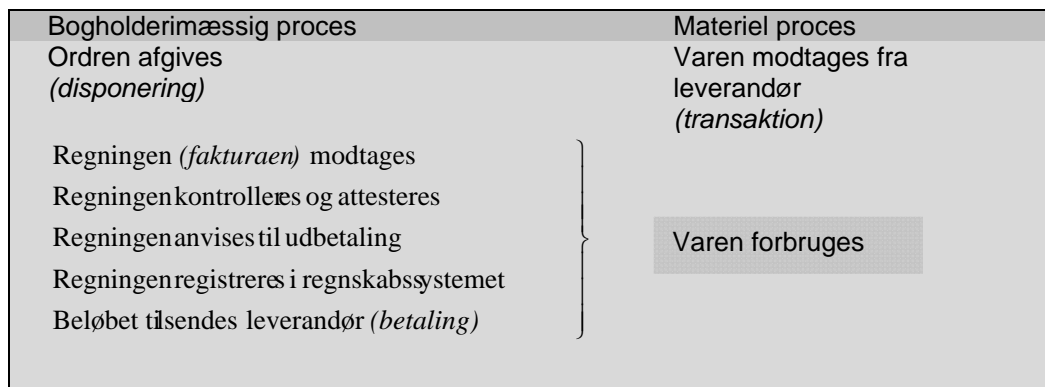 Bogholderimæssig proces
Materiel proces
Ordren afgives
(disponering)
Varen modtages fra
leverandør
(transaktion)
Regningen (fakturaen) modtages
Regningen kontrolleres og attesteres
Regningen anvises til udbetaling
Regningen registreres i regnskabssystemet
Beløbet tilsendes leverandør (betaling)
Varen forbruges